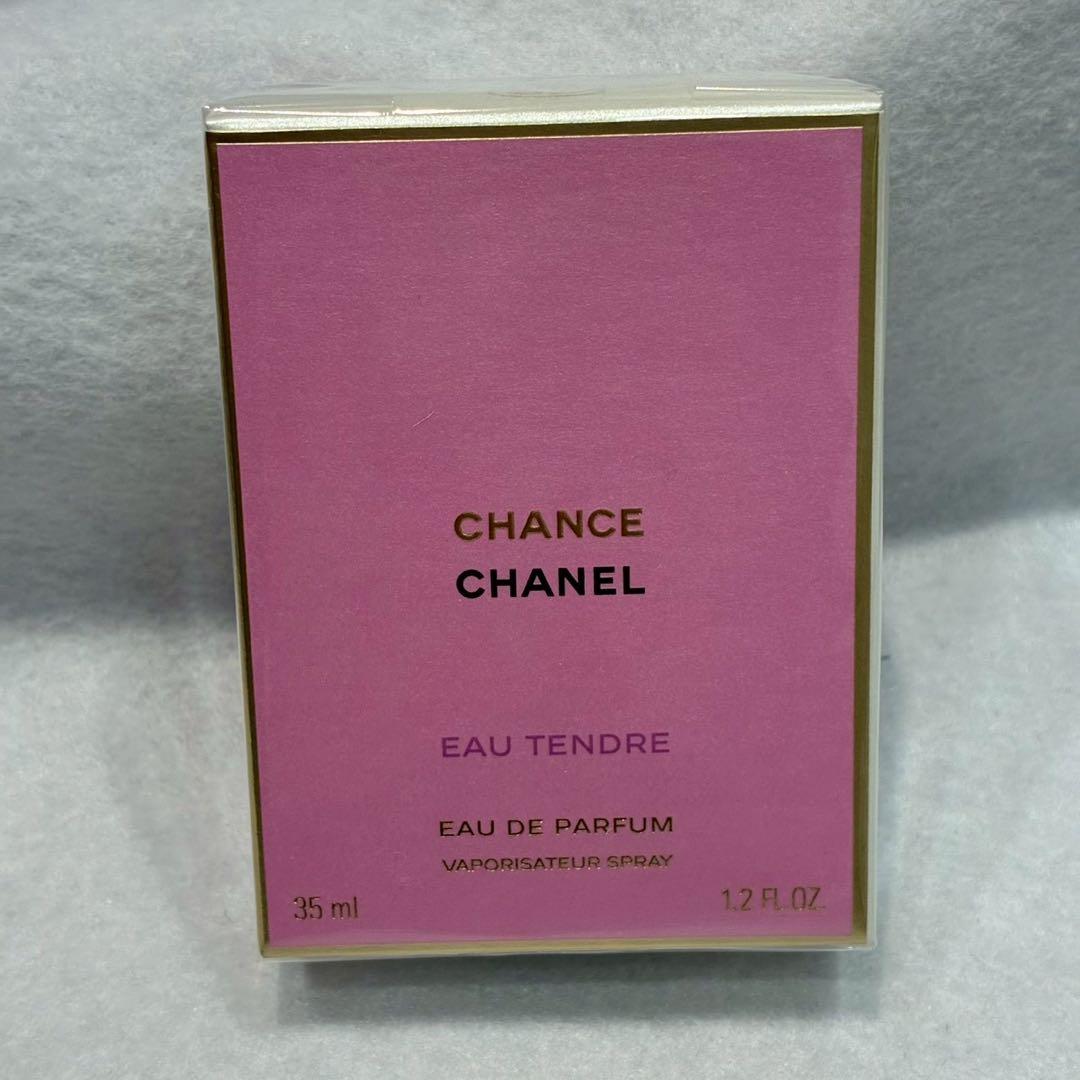 CHANCE
CHANEL
EAU TENDRE
EAU DE PARFUM
VAPORISATEUR SPRAY
35 ml 1.2 FL.OZ.